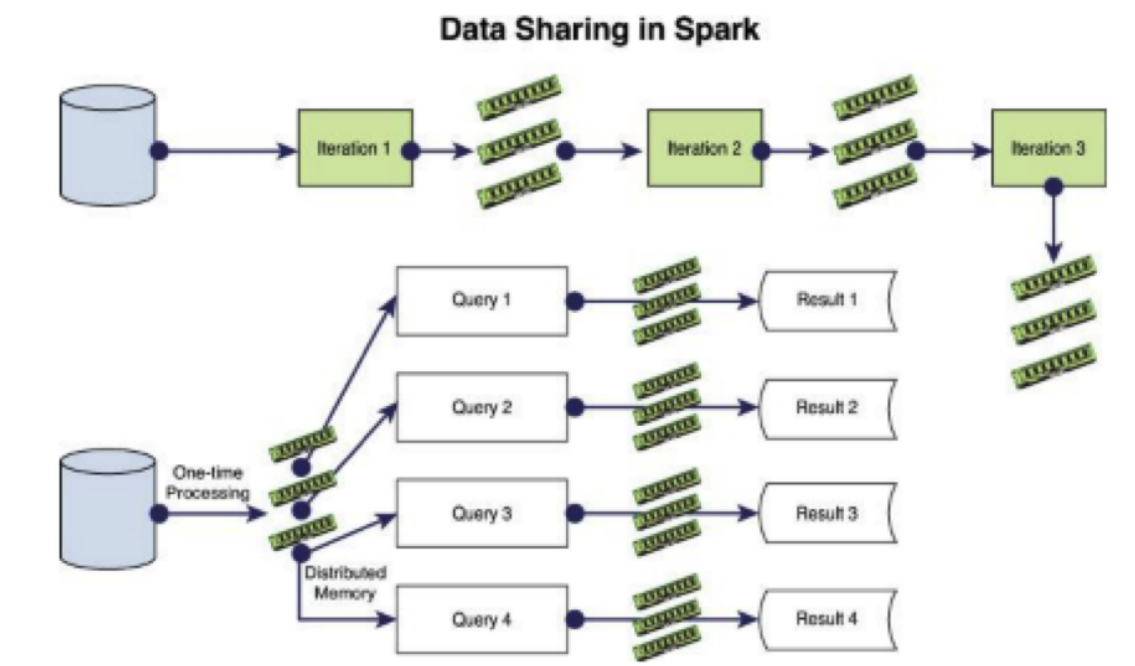 Data Sharing in Spark
Iteration 1
Iteration 2
Iteration 3
Query 1
Result 1
Query 2
Result 2
One-time
Processing
Query 3
Result 3
Distributed
Memory
Query 4
Result 4